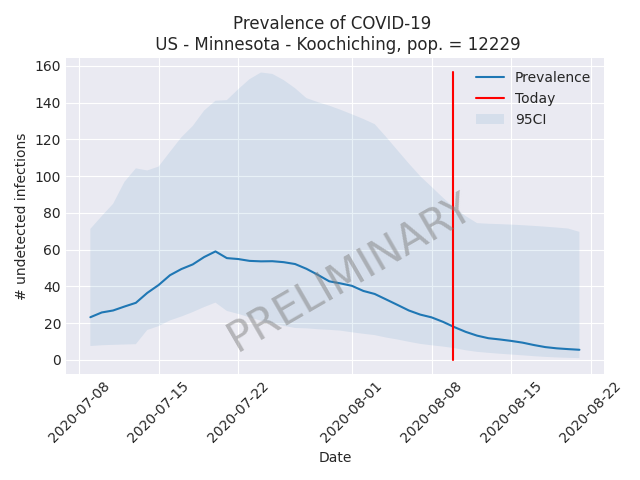 Prevalence of COVID-19
US - Minnesota - Koochiching, pop. = 12229
160
140
120
100
80
60
40
20
0
# undetected infections
Prevalence
Today
95CI
PRELIMINARY
2020-07-08
2020-07-15
2020-07-22
2020-08-01
2020-08-08
2020-08-15
2020-08-22
Date